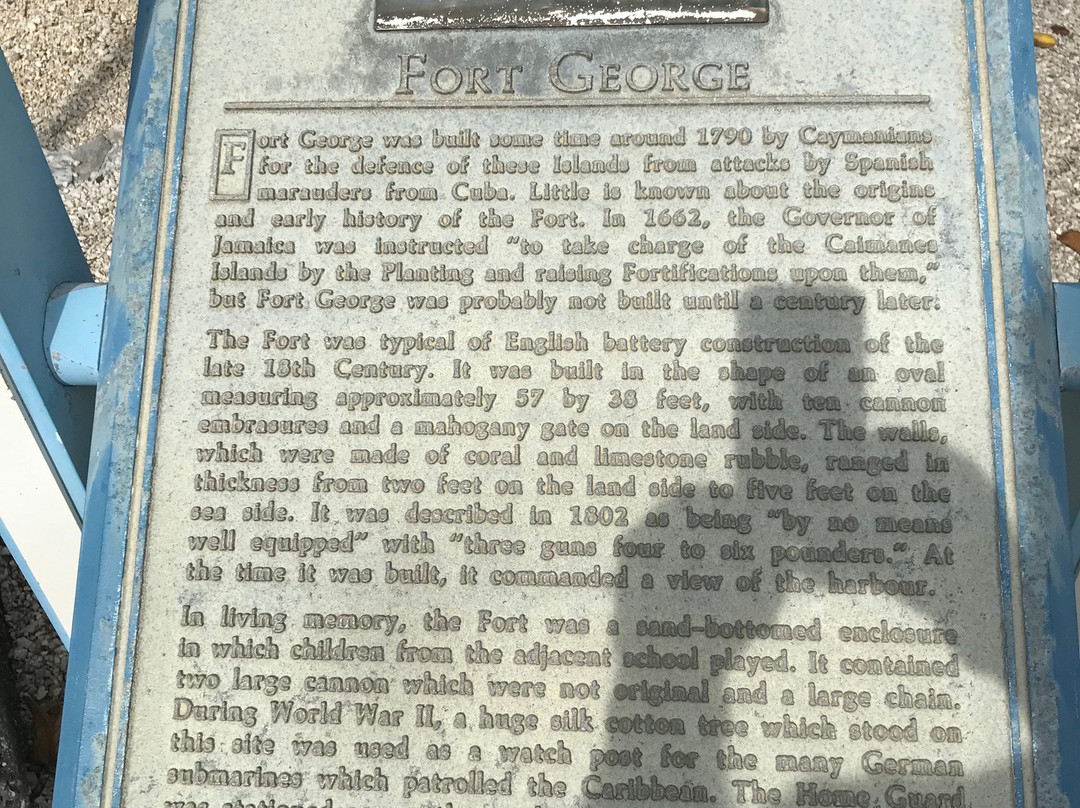 FORT GEORGE
Fort George was built some time around 1790 by Caymanians
for the defence of these Islands from attacks by Spanish
marauders from Cuba. Little is known about the origins
and early history of the Fort. In 1662, the Governor of
Jamaica was instructed "to take charge of the Caimanes
Islands by the Planting and raising Fortifications upon them,"
but Fort George was probably not built until a century later.
The Fort was typical of English battery construction of the
late 18th Century. It was built in the shape of an oval
measuring approximately 57 by 38 feet, with ten cannon
embrasures and a mahogany gate on the land side. The walls,
which were made of coral and limestone rubble, ranged in
thickness from two feet on the land side to five feet on the
sea side. It was described in 1802 as being "by no means
well equipped" with "three guns four to six pounders." At
the time it was built, it commanded a view of the harbour.
In living memory, the Fort was a sand-bottomed enclosure
in which children from the adjacent school played. It contained
two large cannon which were not original and a large chain.
During World War II, a huge silk cotton tree which stood on
this site was used as a watch post for the many German
submarines which patrolled the Caribbean. The Home Guard
was stationed